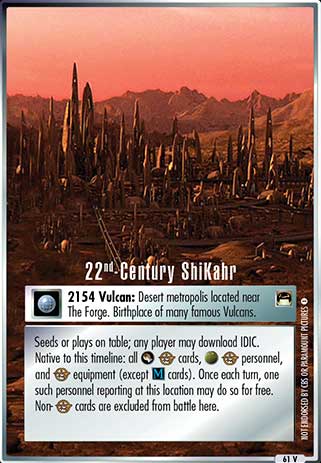 22nd-Century ShiKahr
2154 Vulcan: Desert metropolis located near
The Forge. Birthplace of many famous Vulcans.
Seeds or plays on table; any player may download IDIC.
Native to this timeline: all cards, personnel,
and equipment (except M cards). Once each turn, one
such personnel reporting at this location may do so for free.
Non- cards are excluded from battle here.
NOT ENDORSED BY CBS OR PARAMOUNT PICTURES
61 V